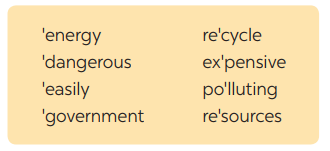 'energy re'cycle
'dangerous ex'pensive
'easily po'lluting
'government re'sources